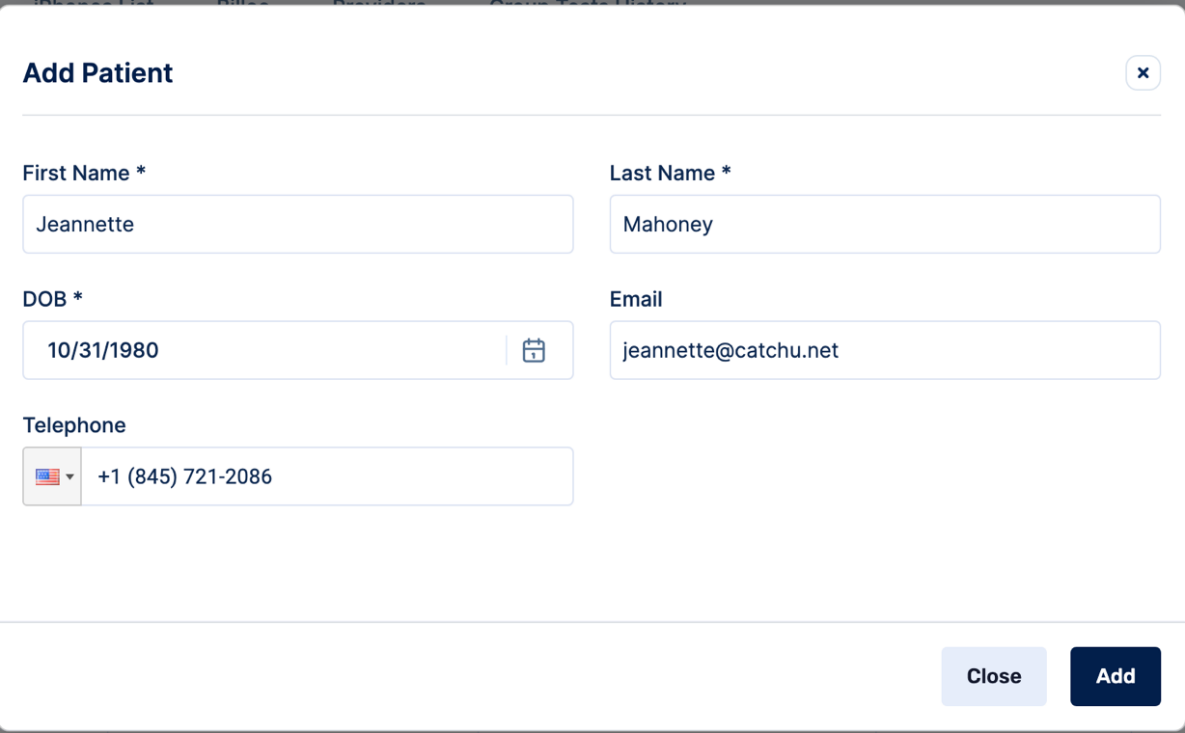 Add Patient
First Name *
Last Name *
Jeannette
Mahoney
DOB *
Email
10/31/1980
jeannette@catchu.net
Telephone
+1 (845) 721-2086
Close
Add